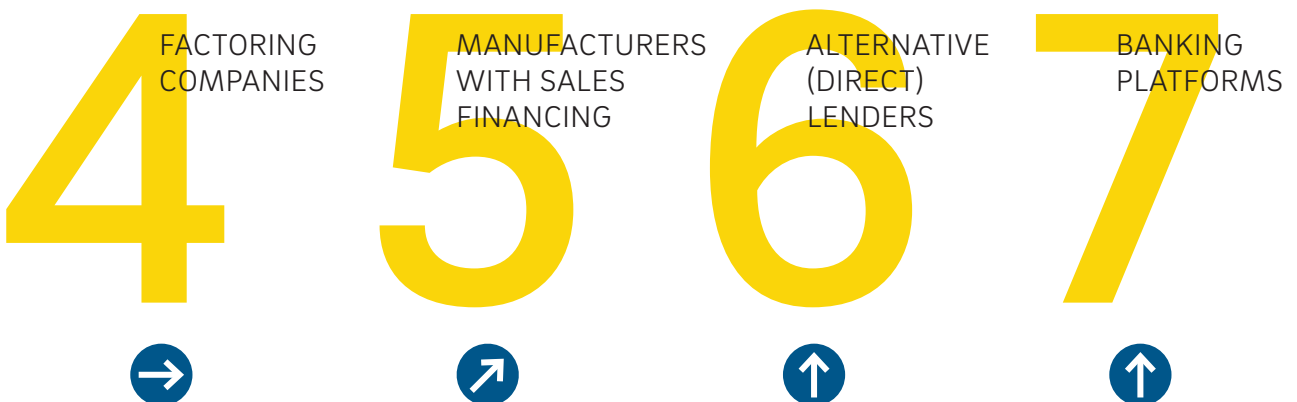 4
FACTORING
COMPANIES
5
MANUFACTURERS
WITH SALES
FINANCING
6
ALTERNATIVE
(DIRECT)
LENDERS
7
BANKING
PLATFORMS